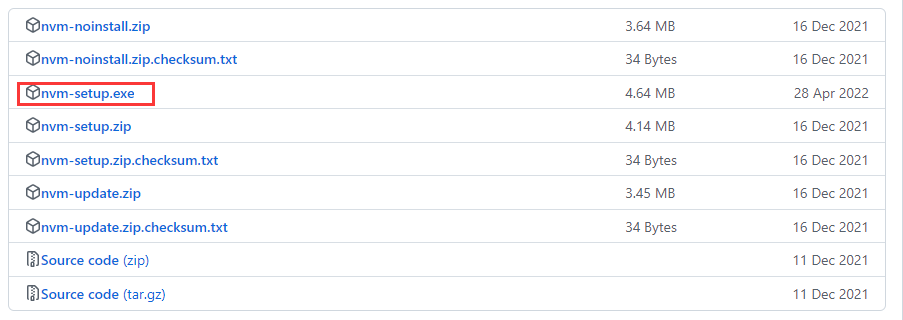 nvm-noinstall.zip 3.64 MB 16 Dec 2021
nvm-noinstall.zip.checksum.txt 34 Bytes 16 Dec 2021
nvm-setup.exe 4.64 MB 28 Apr 2022
nvm-setup.zip 4.14 MB 16 Dec 2021
nvm-setup.zip.checksum.txt 34 Bytes 16 Dec 2021
nvm-update.zip 3.45 MB 16 Dec 2021
nvm-update.zip.checksum.txt 34 Bytes 16 Dec 2021
Source code (zip) 11 Dec 2021
Source code (tar.gz) 11 Dec 2021